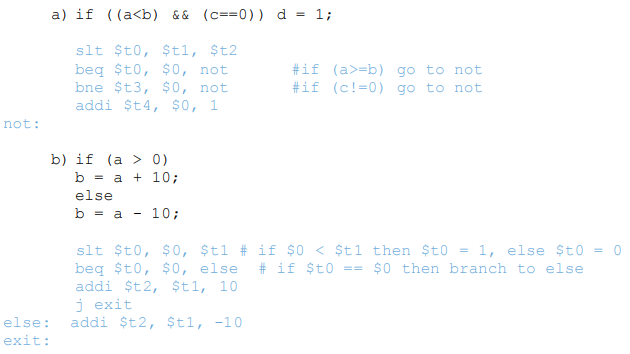 a) if ((a<b) && (c==0)) d = 1;
slt $t0, $t1, $t2
beq $t0, $0, not #if (a>=b) go to not
bne $t3, $0, not #if (c!=0) go to not
addi $t4, $0, 1
not:
b) if (a > 0)
b = a + 10;
else
b = a - 10;
slt $t0, $0, $t1 # if $0 < $t1 then $t0 = 1, else $t0 = 0
beq $t0, $0, else # if $t0 == $0 then branch to else
addi $t2, $t1, 10
j exit
else: addi $t2, $t1, -10
exit: